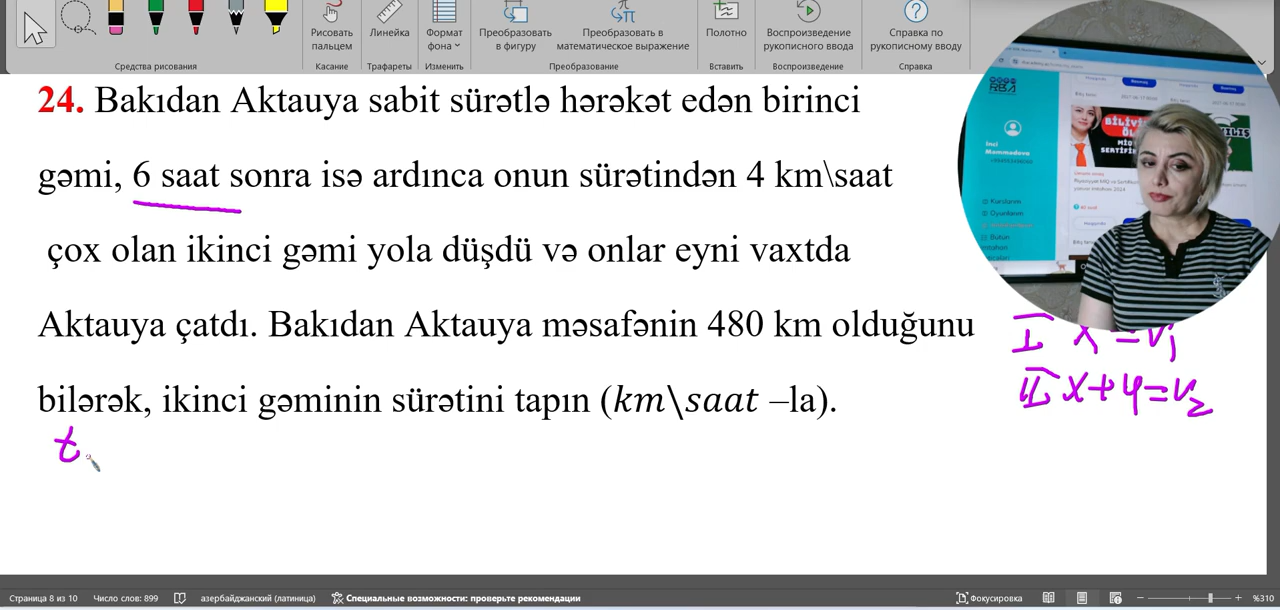 Рисовать пальцем
Линейка
Формат фона
Преобразовать в фигуру
Преобразовать в математическое выражение
Полотно
Воспроизведение рукописного ввода
Справка по рукописному вводу
Средства рисования
Касание
Трафареты
Изменить
Преобразование
Вставить
Воспроизведение
Справка
24. Bakıdan Aktauya sabit sürətlə hərəkət edən birinci
gəmi, 6 saat sonra isə ardınca onun sürətindən 4 km\saat
çox olan ikinci gəmi yola düşdü və onlar eyni vaxtda
Aktauya çatdı. Bakıdan Aktauya məsafənin 480 km olduğunu
bilərək, ikinci gəminin sürətini tapın (km\saat –la).
I x = v₁
II x+4=v₂
t
RBA
Kurslarım
Oyunlarım
Bütün
Страница 8 из 10
Число слов: 899
азербайджанский (латиница)
Специальные возможности: проверьте рекомендации
Фокусировка
%310